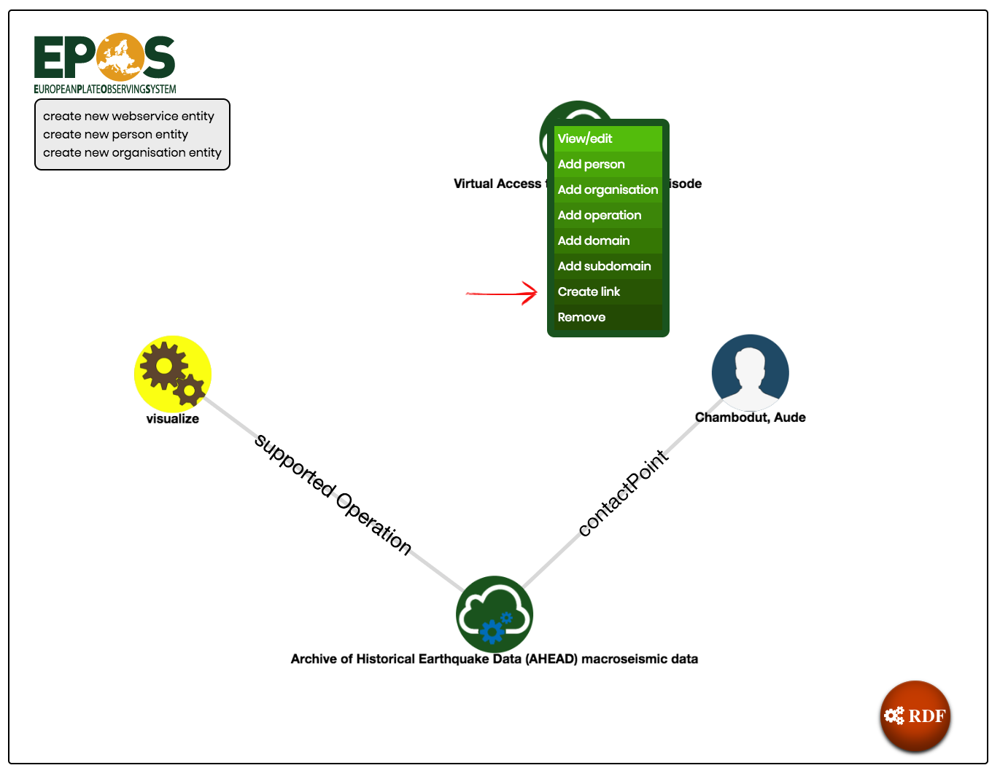 EPOS
EUROPEANPLATEOBSERVINGSYSTEM
create new webservice entity
create new person entity
create new organisation entity
View/edit
Add person
Virtual Access
Add organisation
Add operation
Add domain
Add subdomain
Create link
Remove
visualize
Chambodut, Aude
supported Operation
contactPoint
Archive of Historical Earthquake Data (AHEAD) macroseismic data
RDF